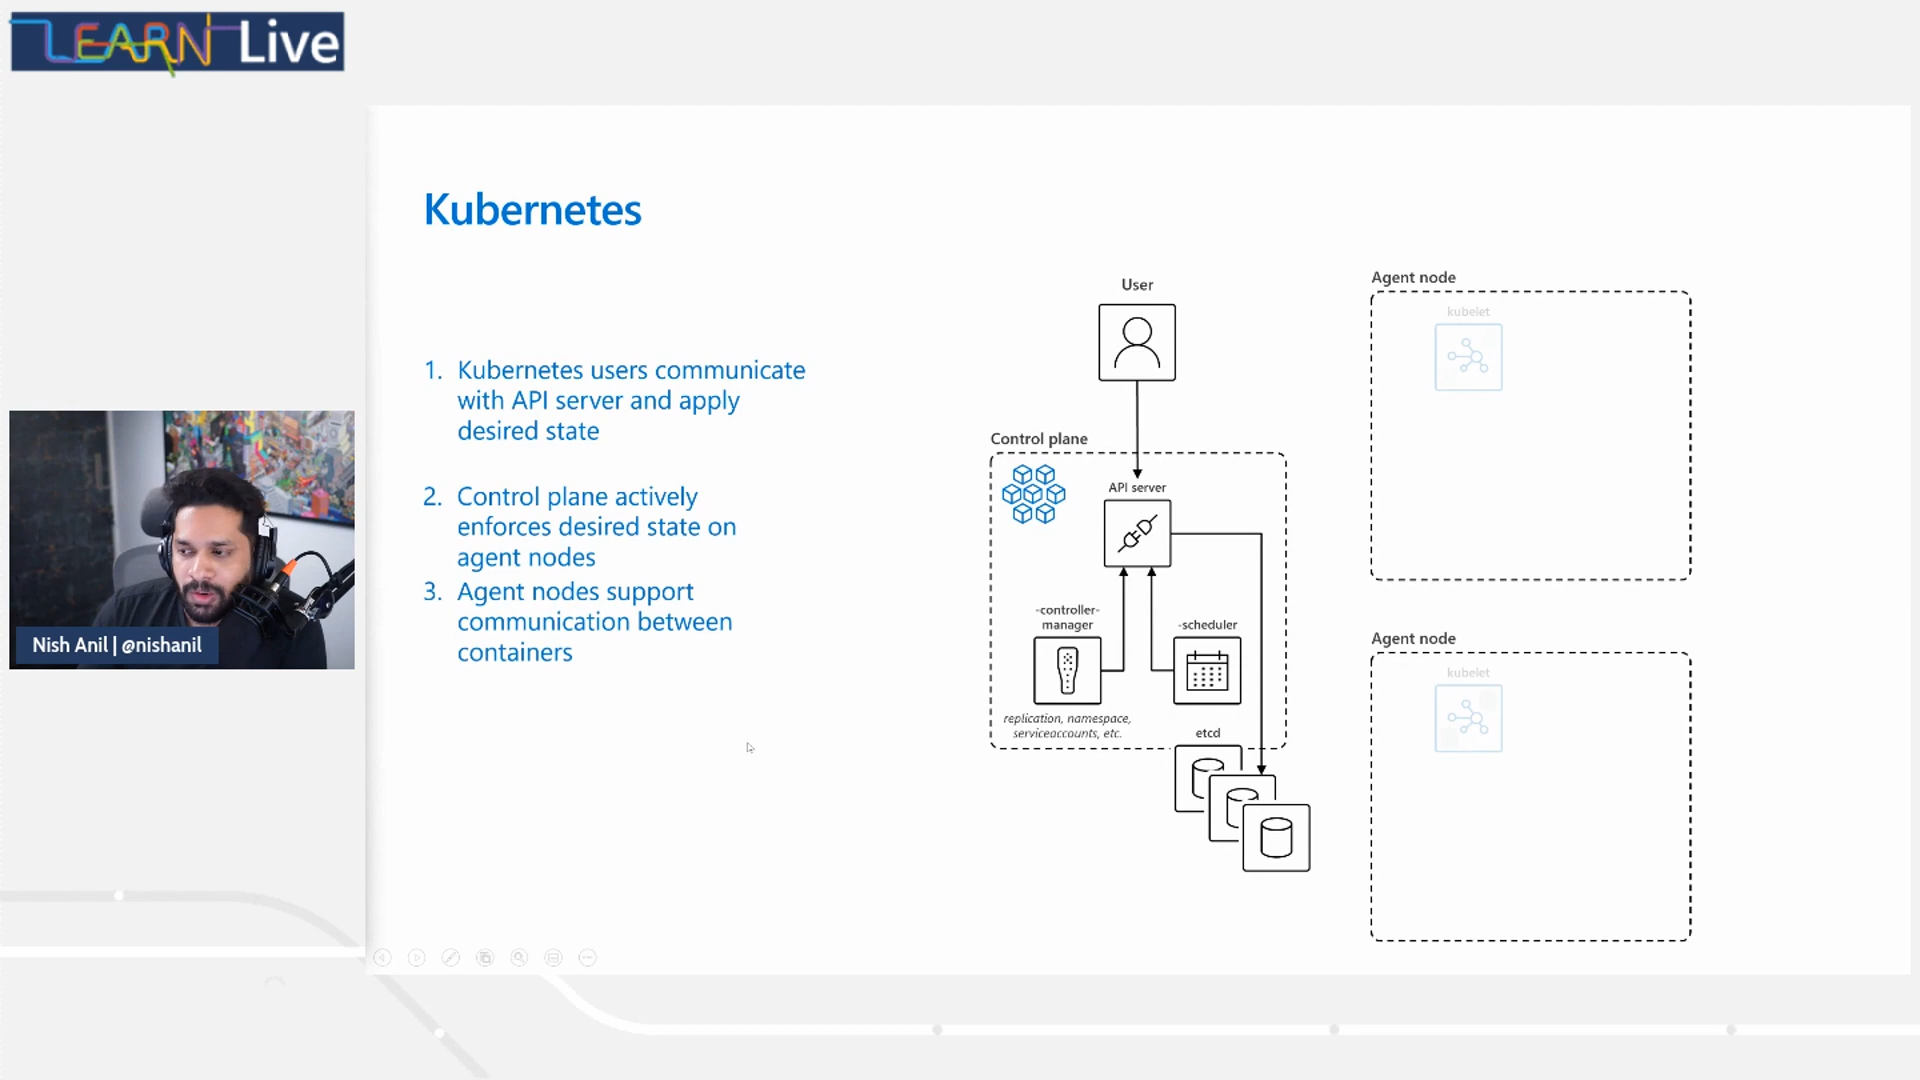 LEARN Live
Kubernetes
1. Kubernetes users communicate
with API server and apply
desired state
2. Control plane actively
enforces desired state on
agent nodes
3. Agent nodes support
communication between
containers
Nish Anil | @nishanil
User
Control plane
API server
-controller-
manager
-scheduler
replication, namespace,
serviceaccounts, etc.
etcd
Agent node
kubelet
Agent node
kubelet